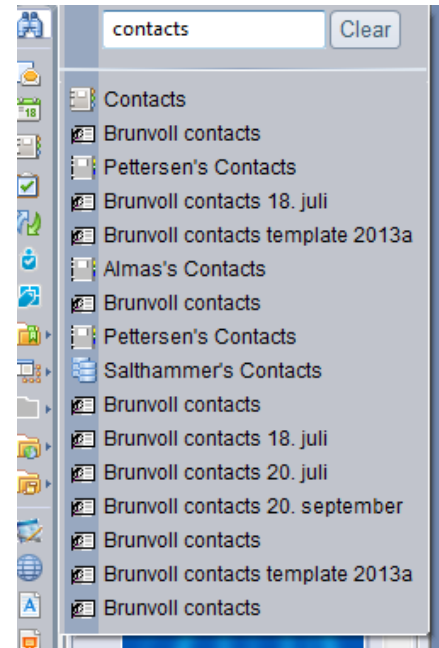 contacts Clear
Contacts
18
Brunvoll contacts
Pettersen's Contacts
Brunvoll contacts 18. juli
Brunvoll contacts template 2013a
Almas's Contacts
Brunvoll contacts
Pettersen's Contacts
Salthammer's Contacts
Brunvoll contacts
Brunvoll contacts 18. juli
Brunvoll contacts 20. juli
Brunvoll contacts 20. september
Brunvoll contacts
Brunvoll contacts template 2013a
Brunvoll contacts
A